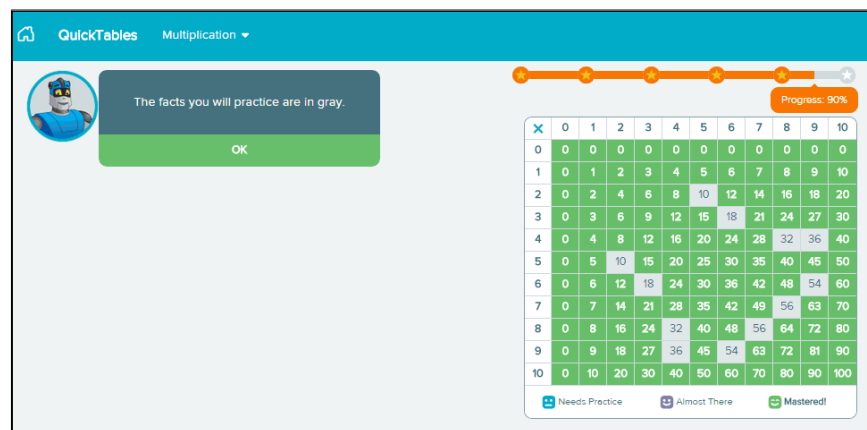 QuickTables Multiplication
The facts you will practice are in gray.
OK
Progress: 90%
× 0 1 2 3 4 5 6 7 8 9 10
0 0 0 0 0 0 0 0 0 0 0 0
1 0 1 2 3 4 5 6 7 8 9 10
2 0 2 4 6 8 10 12 14 16 18 20
3 0 3 6 9 12 15 18 21 24 27 30
4 0 4 8 12 16 20 24 28 32 36 40
5 0 5 10 15 20 25 30 35 40 45 50
6 0 6 12 18 24 30 36 42 48 54 60
7 0 7 14 21 28 35 42 49 56 63 70
8 0 8 16 24 32 40 48 56 64 72 80
9 0 9 18 27 36 45 54 63 72 81 90
10 0 10 20 30 40 50 60 70 80 90 100
Needs Practice Almost There Mastered!